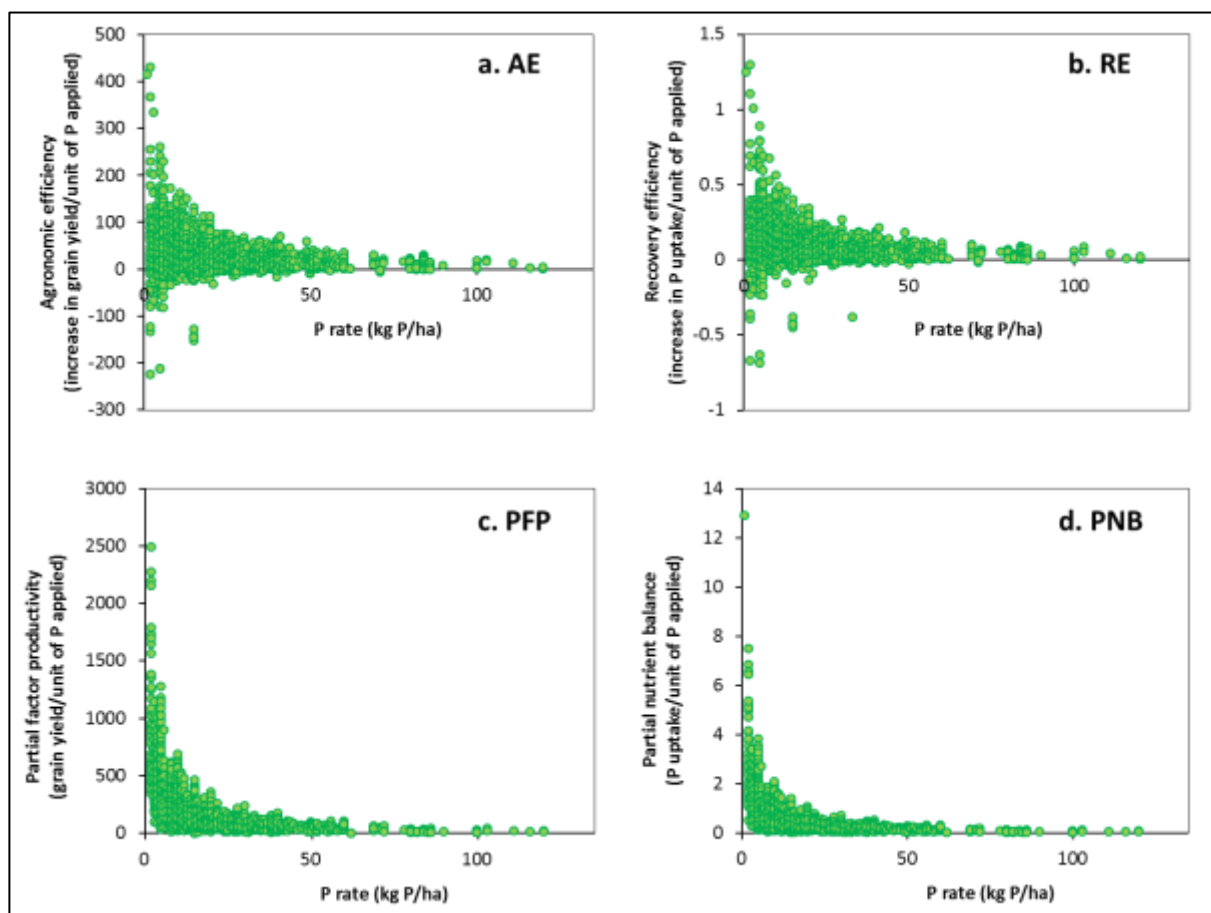 a. AE
500
400
300
200
100
0
-100
-200
-300
0
50
100
P rate (kg P/ha)
Agronomic efficiency
(increase in grain yield/unit of P applied)
b. RE
1.5
1
0.5
0
-0.5
-1
0
50
100
P rate (kg P/ha)
Recovery efficiency
(increase in P uptake/unit of P applied)
c. PFP
3000
2500
2000
1500
1000
500
0
0
50
100
P rate (kg P/ha)
Partial factor productivity
(grain yield/unit of P applied)
d. PNB
14
12
10
8
6
4
2
0
0
50
100
P rate (kg P/ha)
Partial nutrient balance
(P uptake/unit of P applied)